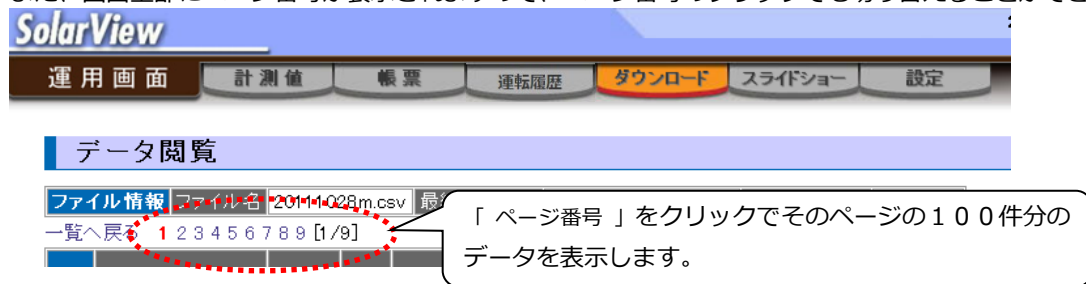 SolarView
運用画面 計測値 帳票 運転履歴 ダウンロード スライドショー 設定
データ閲覧
ファイル情報 ファイル名 20111028m.csv
一覧へ戻る 1 2 3 4 5 6 7 8 9 [1/9]
「 ページ番号 」をクリックでそのページの１００件分の
データを表示します。